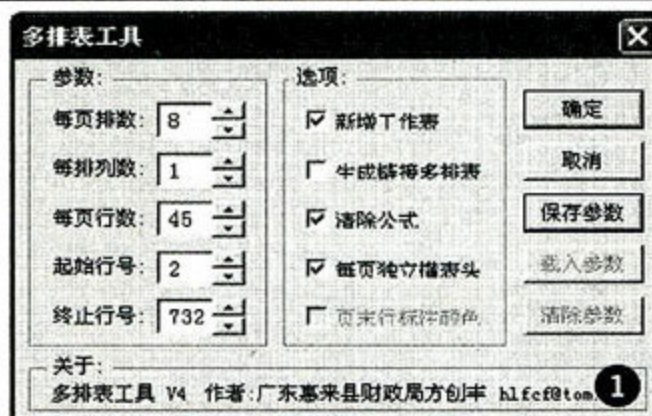 多排表工具
参数:
每页排数: 8
每排列数: 1
每页行数: 45
起始行号: 2
终止行号: 732
选项:
新增工作表
生成链接多排表
清除公式
每页独立横表头
页末行标注颜色
确定
取消
保存参数
载入参数
清除参数
关于:
多排表工具 V4 作者:广东惠来县财政局方创丰 hlfcf@tom.
1